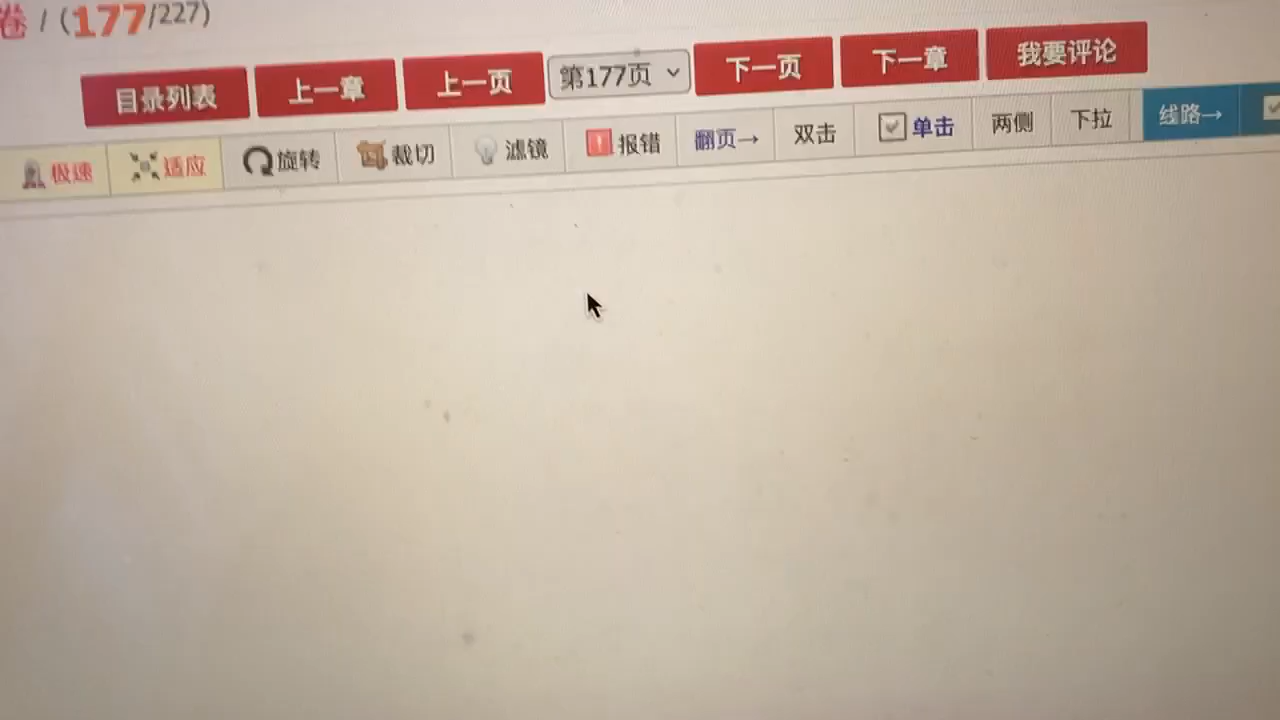 卷 / (177/227)
目录列表 上一章 上一页 第177页 下一页 下一章 我要评论
极速 适应 旋转 裁切 滤镜 报错 翻页→ 双击 单击 两侧 下拉 线路→